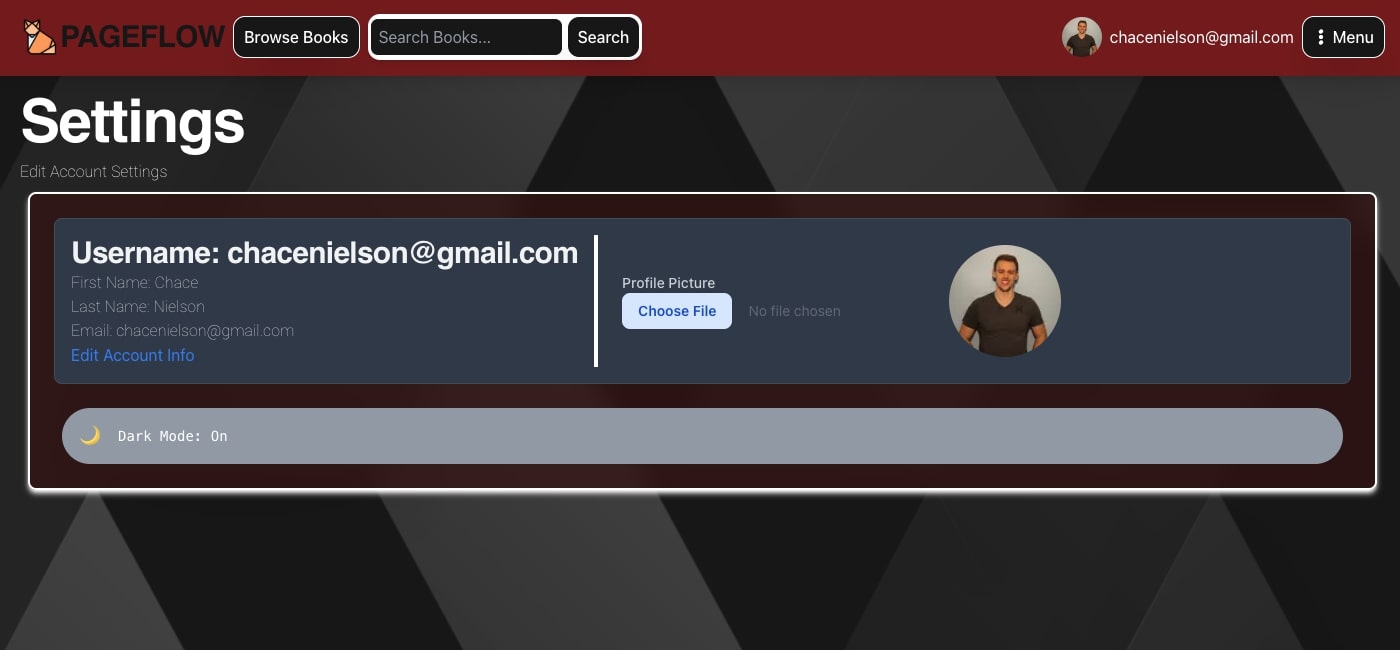 PAGEFLOW Browse Books Search Books... Search chacenielson@gmail.com Menu
Settings
Edit Account Settings
Username: chacenielson@gmail.com
First Name: Chace
Last Name: Nielson
Email: chacenielson@gmail.com
Edit Account Info
Profile Picture
Choose File No file chosen
Dark Mode: On